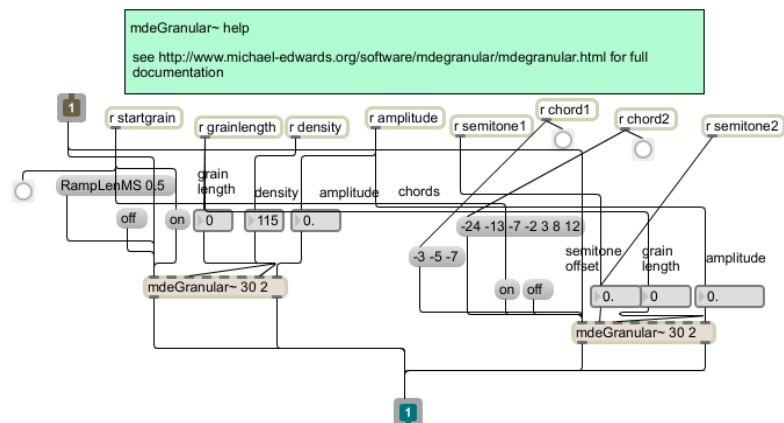 mdeGranular~ help
see http://www.michael-edwards.org/software/mdegranular/mdegranular.html for full
documentation
1
r startgrain
r grainlength
r density
r amplitude
r semitone1
r chord1
r chord2
r semitone2
RampLenMS 0.5
grain
length
density
amplitude
chords
off
on
0
115
0.
-24 -13 -7 -2 3 8 12
-3 -5 -7
semitone
offset
grain
length
amplitude
on
off
0.
0
0.
mdeGranular~ 30 2
mdeGranular~ 30 2
1